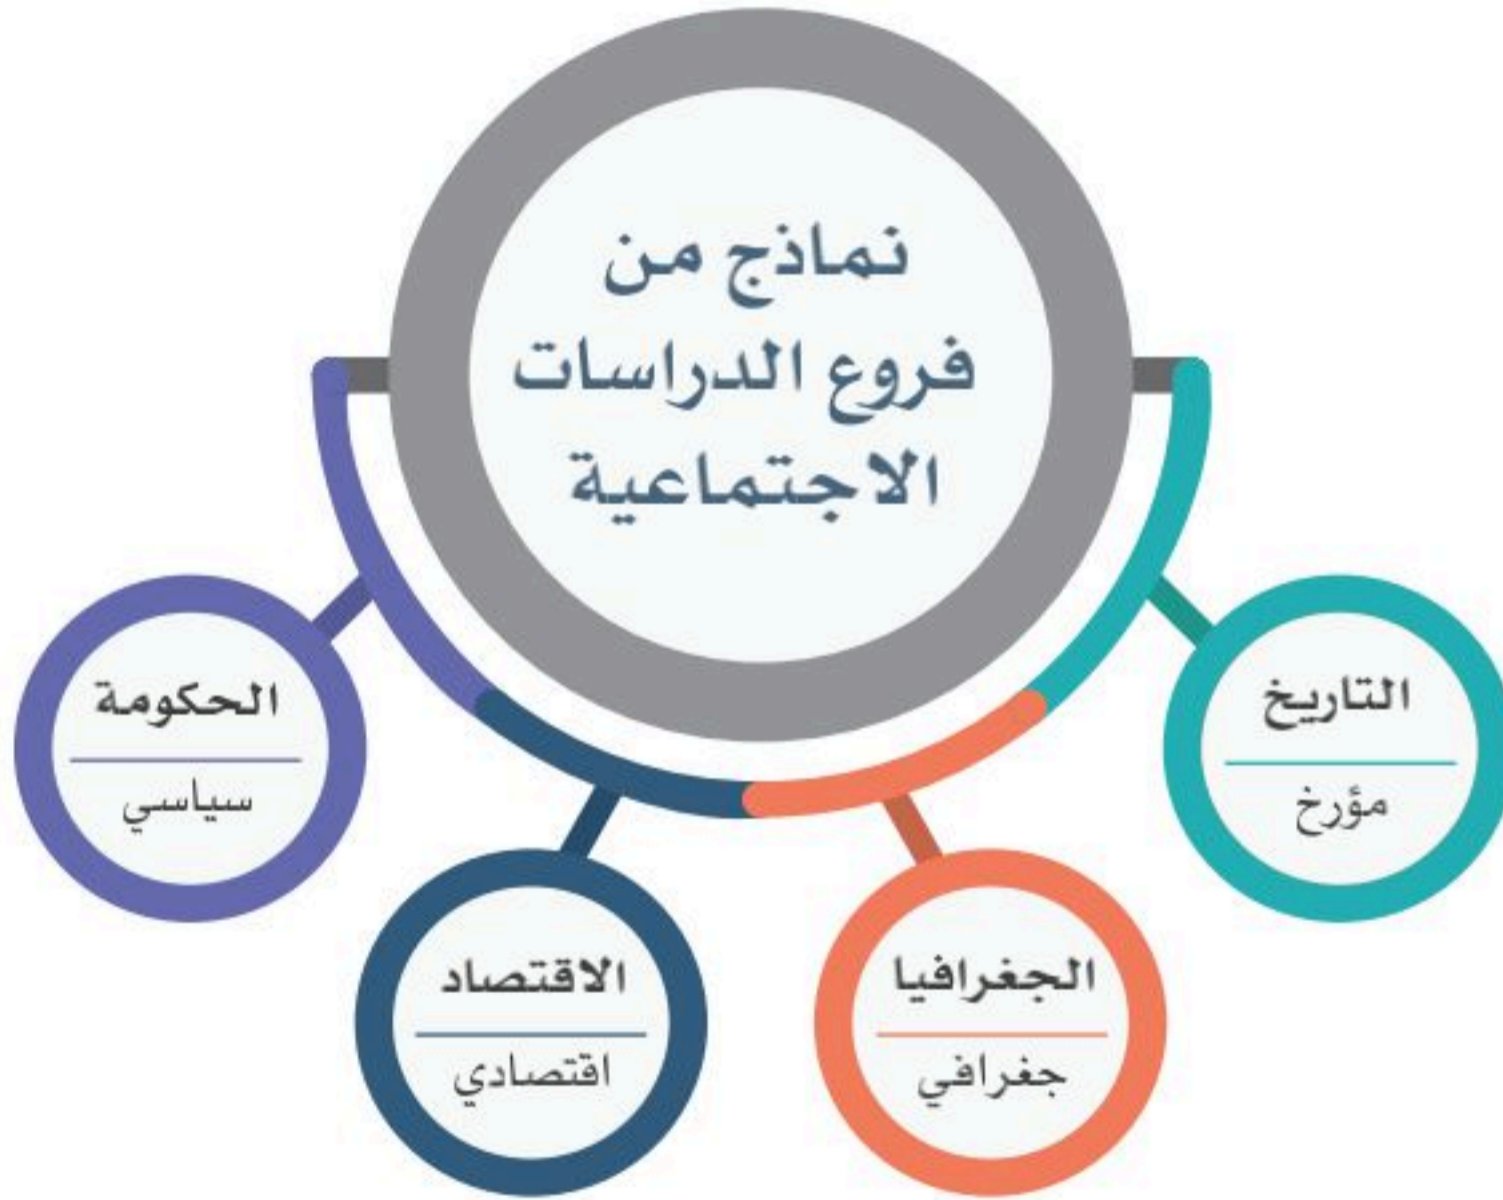 نماذج من
فروع الدراسات
الاجتماعية
التاريخ
مؤرخ
الجغرافيا
جغرافي
الاقتصاد
اقتصادي
الحكومة
سياسي